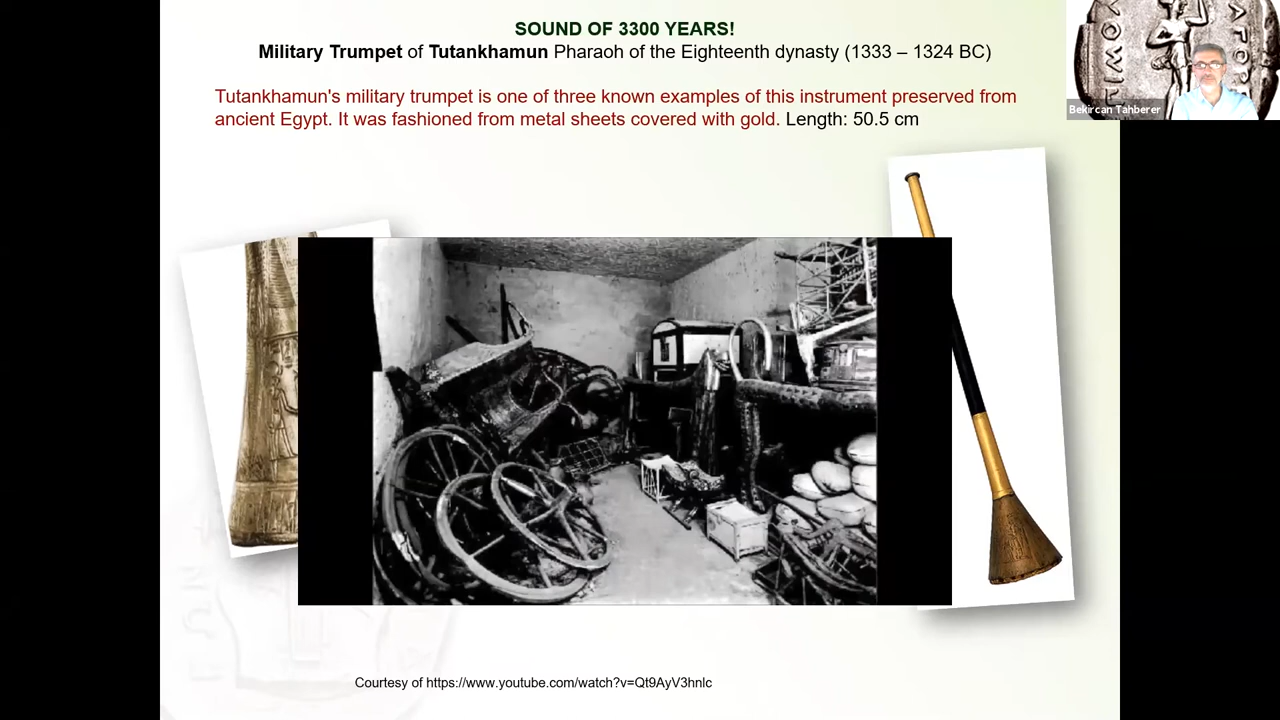 SOUND OF 3300 YEARS!
Military Trumpet of Tutankhamun Pharaoh of the Eighteenth dynasty (1333 – 1324 BC)
Tutankhamun's military trumpet is one of three known examples of this instrument preserved from
ancient Egypt. It was fashioned from metal sheets covered with gold. Length: 50.5 cm
Bekircan Tahberer
Courtesy of https://www.youtube.com/watch?v=Qt9AyV3hnlc